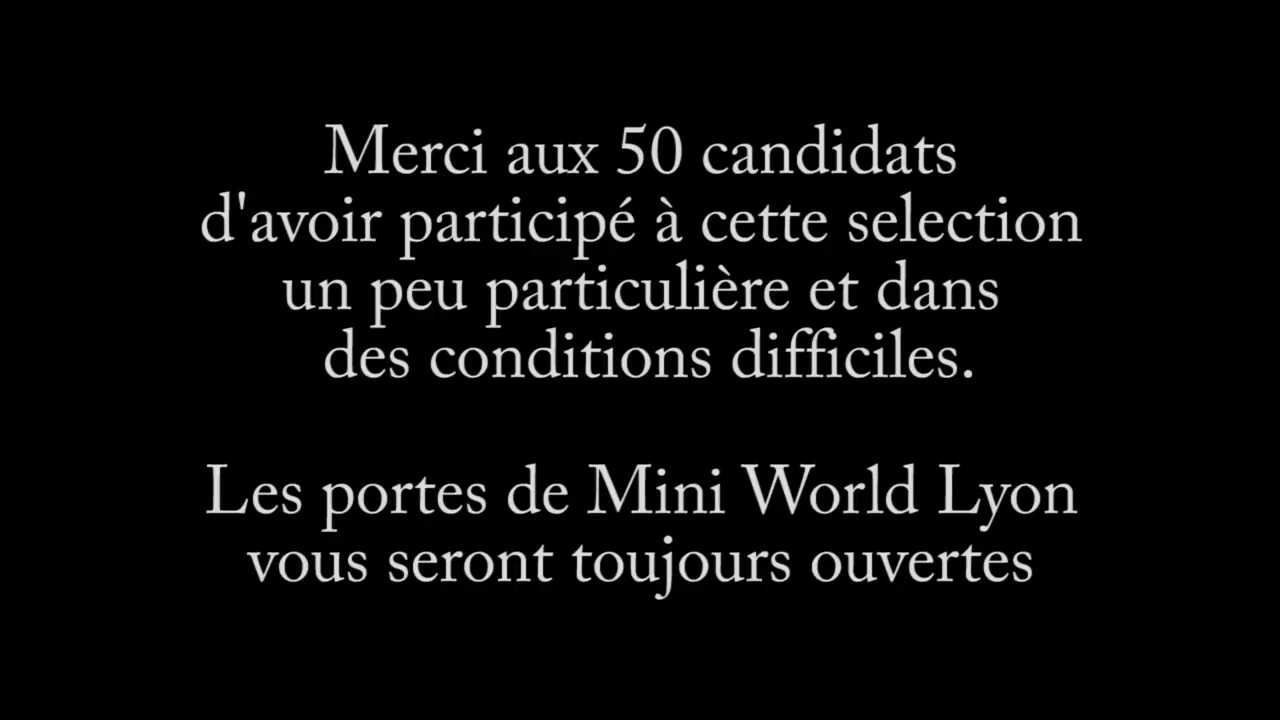 Merci aux 50 candidats
d'avoir participé à cette selection
un peu particulière et dans
des conditions difficiles.
Les portes de Mini World Lyon
vous seront toujours ouvertes